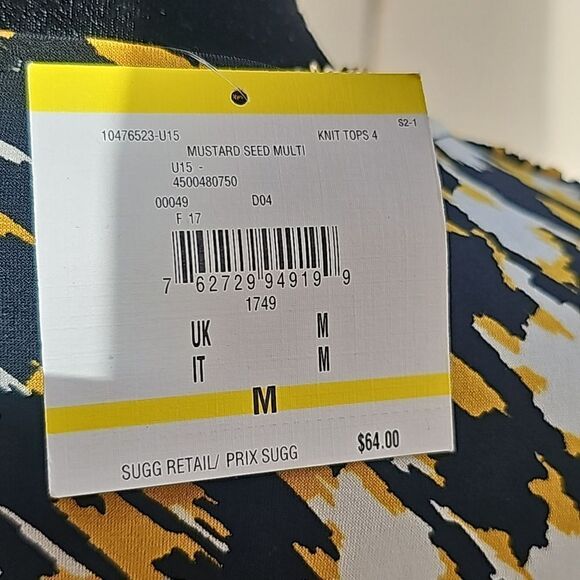 S2-1
10476523-U15 KNIT TOPS 4
MUSTARD SEED MULTI
U15 -
4500480750
00049 D04
F 17
7 62729 94919 9
1749
UK M
IT M
M
$64.00
SUGG RETAIL/ PRIX SUGG